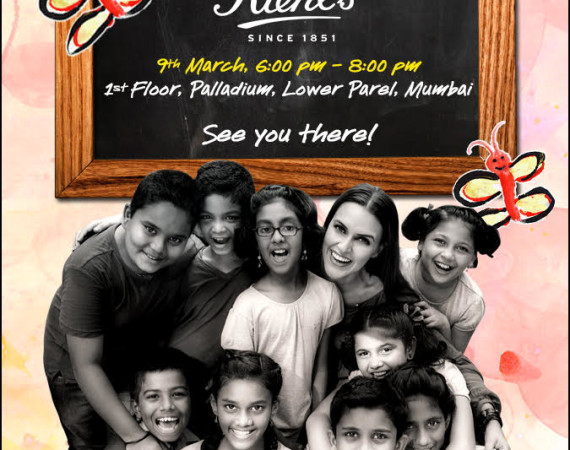 Kiehl's
SINCE 1851
9th March, 6:00 pm – 8:00 pm
1st Floor, Palladium, Lower Parel, Mumbai
See you there!